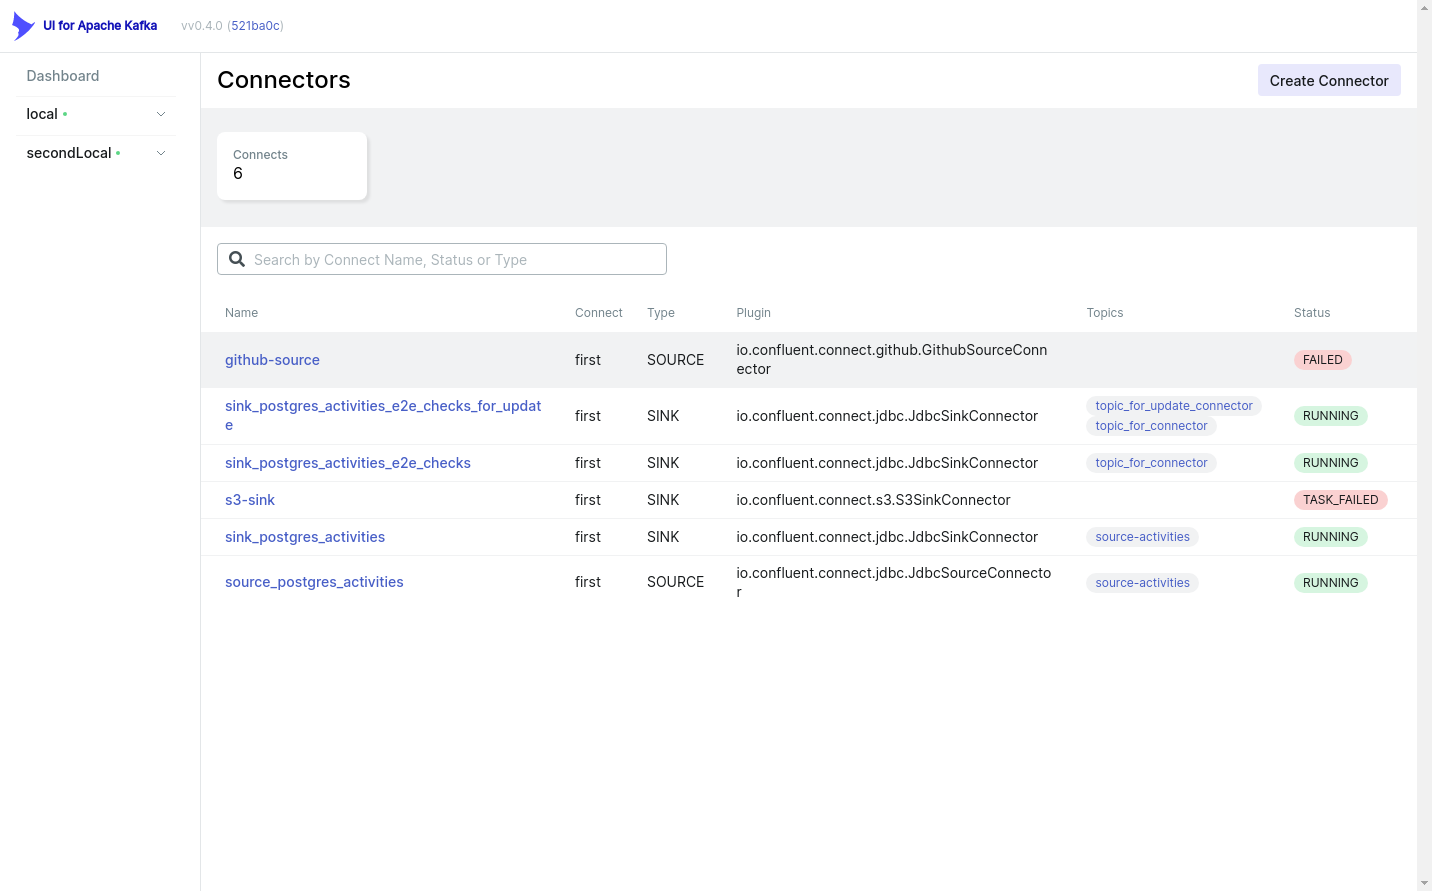 UI for Apache Kafka vv0.4.0 (521ba0c)
Dashboard
local
secondLocal
Connectors
Create Connector
Connects
6
Search by Connect Name, Status or Type
Name Connect Type Plugin Topics Status
github-source first SOURCE io.confluent.connect.github.GithubSourceConn
ector
FAILED
sink_postgres_activities_e2e_checks_for_updat
e
first SINK io.confluent.connect.jdbc.JdbcSinkConnector
topic_for_update_connector
topic_for_connector
RUNNING
sink_postgres_activities_e2e_checks first SINK io.confluent.connect.jdbc.JdbcSinkConnector topic_for_connector RUNNING
s3-sink first SINK io.confluent.connect.s3.S3SinkConnector TASK_FAILED
sink_postgres_activities first SINK io.confluent.connect.jdbc.JdbcSinkConnector source-activities RUNNING
source_postgres_activities first SOURCE io.confluent.connect.jdbc.JdbcSourceConnecto
r
source-activities RUNNING